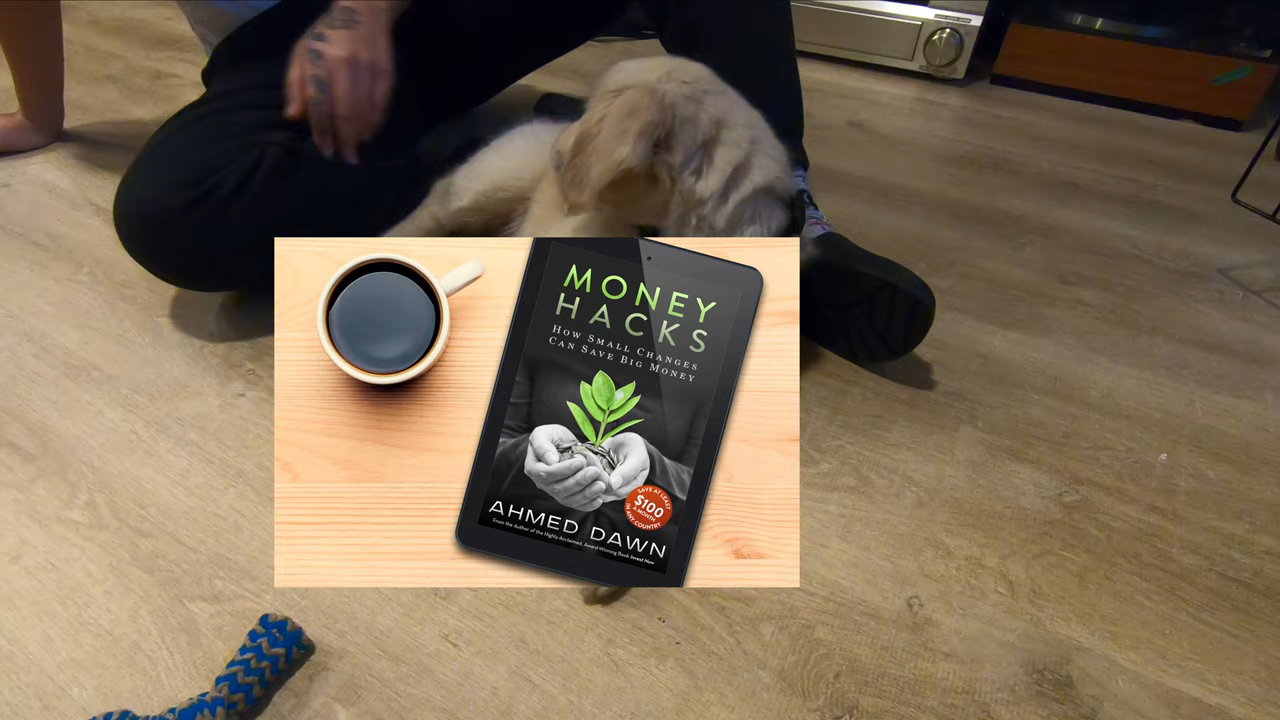 MONEY
HACKS
How Small Changes
Can Save Big Money
SAVE AT LEAST
$100
A MONTH
IN ANY COUNTRY
AHMED DAWN
From the Author of the Highly-Acclaimed, Award-Winning Book Invest Now